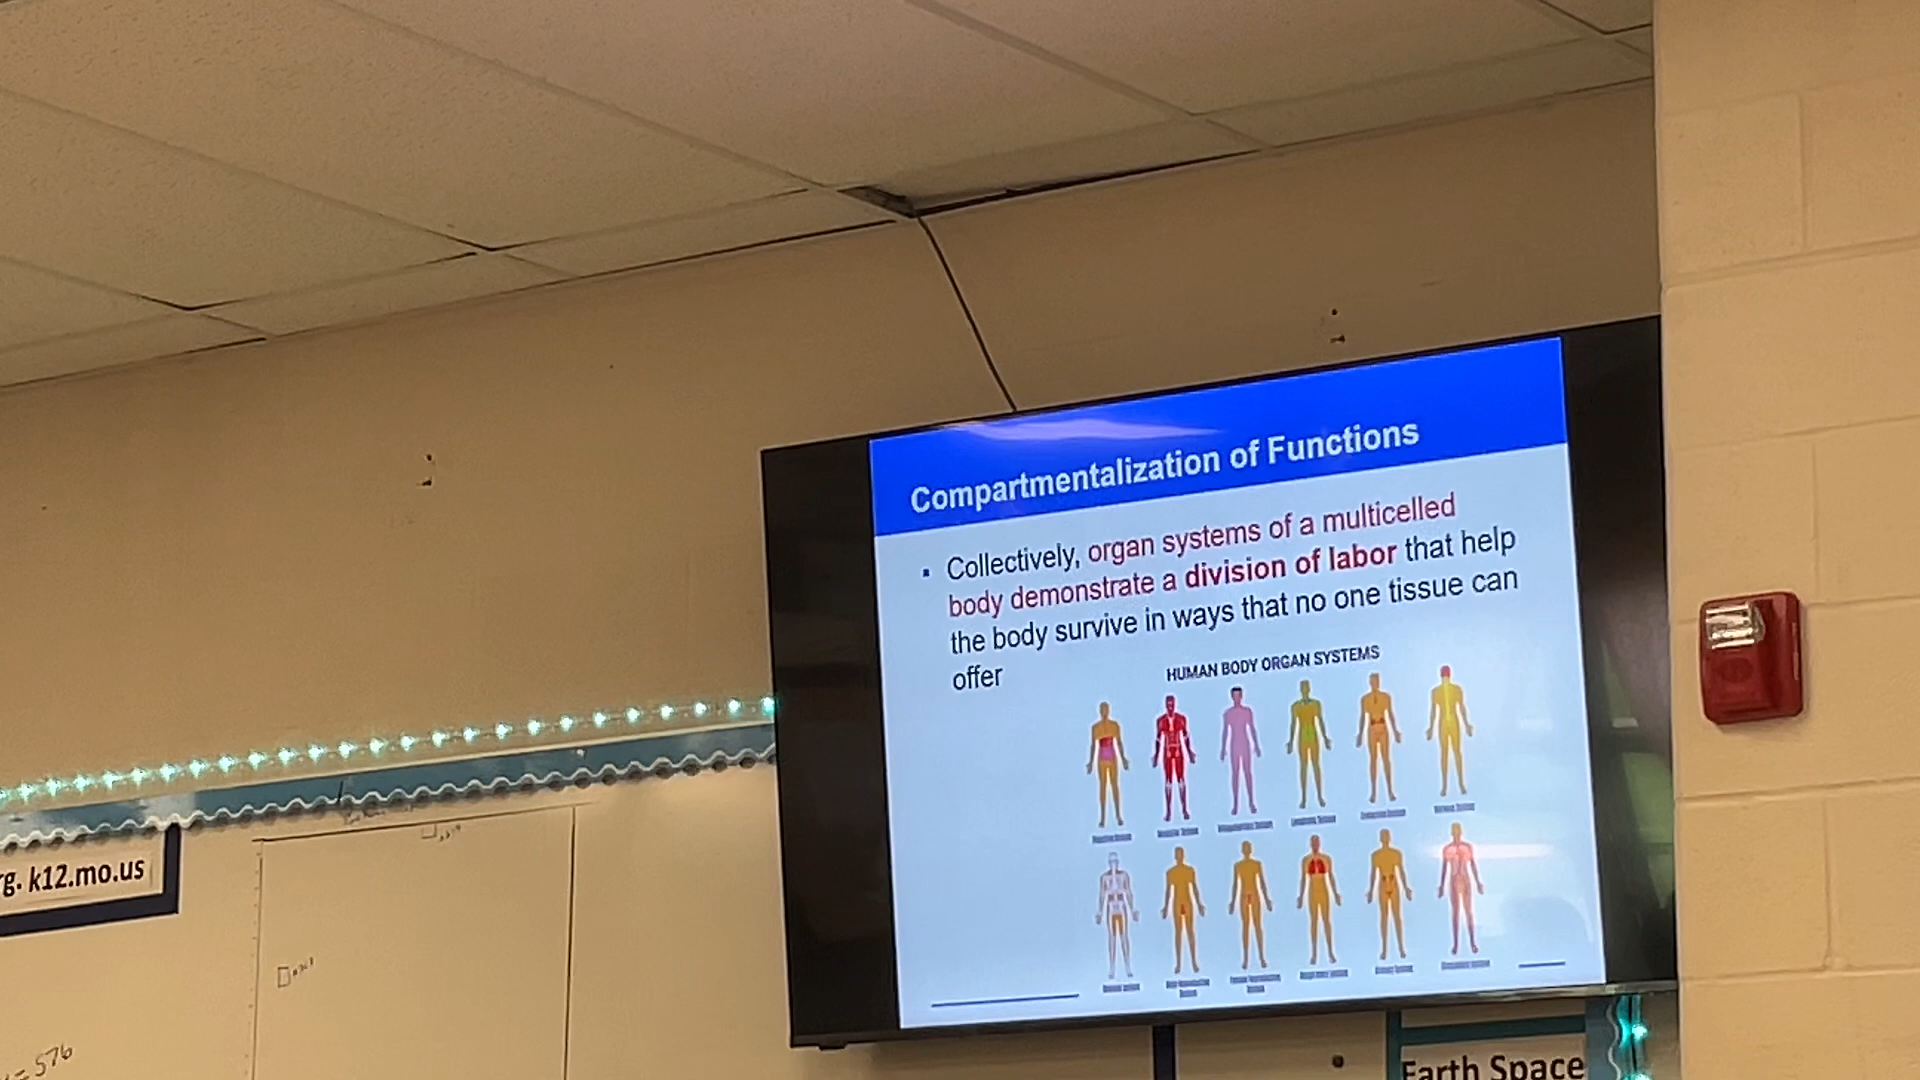 Compartmentalization of Functions
▪ Collectively, organ systems of a multicelled
body demonstrate a division of labor that help
the body survive in ways that no one tissue can
offer
HUMAN BODY ORGAN SYSTEMS
k12.mo.us
= 576
Earth Space